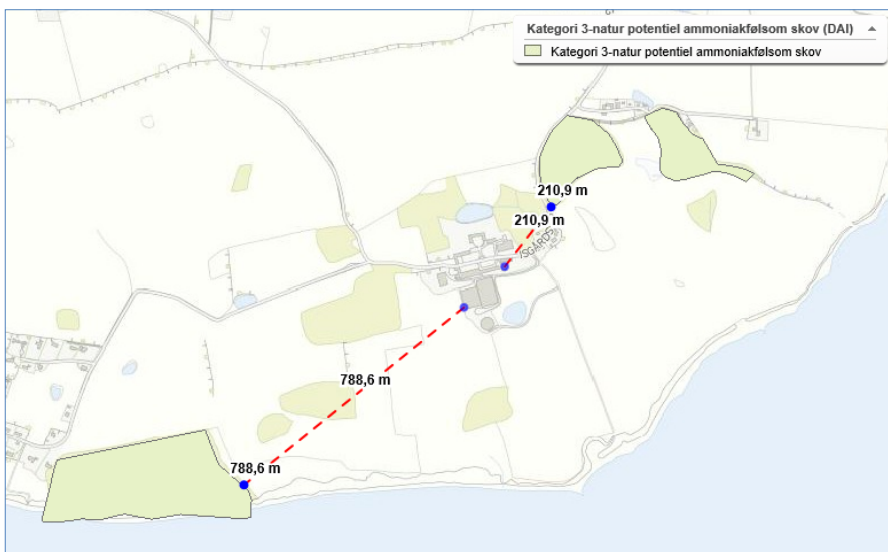 Kategori 3-natur potentiel ammoniakfølsom skov (DAI)
Kategori 3-natur potentiel ammoniakfølsom skov
210,9 m
210,9 m
ISGÅRDS
788,6 m
788,6 m